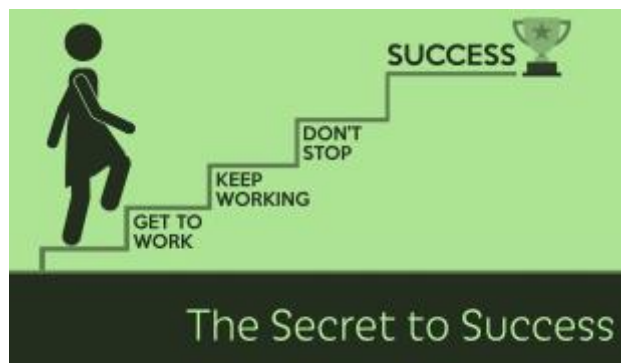 SUCCESS
DON'T
STOP
KEEP
WORKING
GET TO
WORK
The Secret to Success